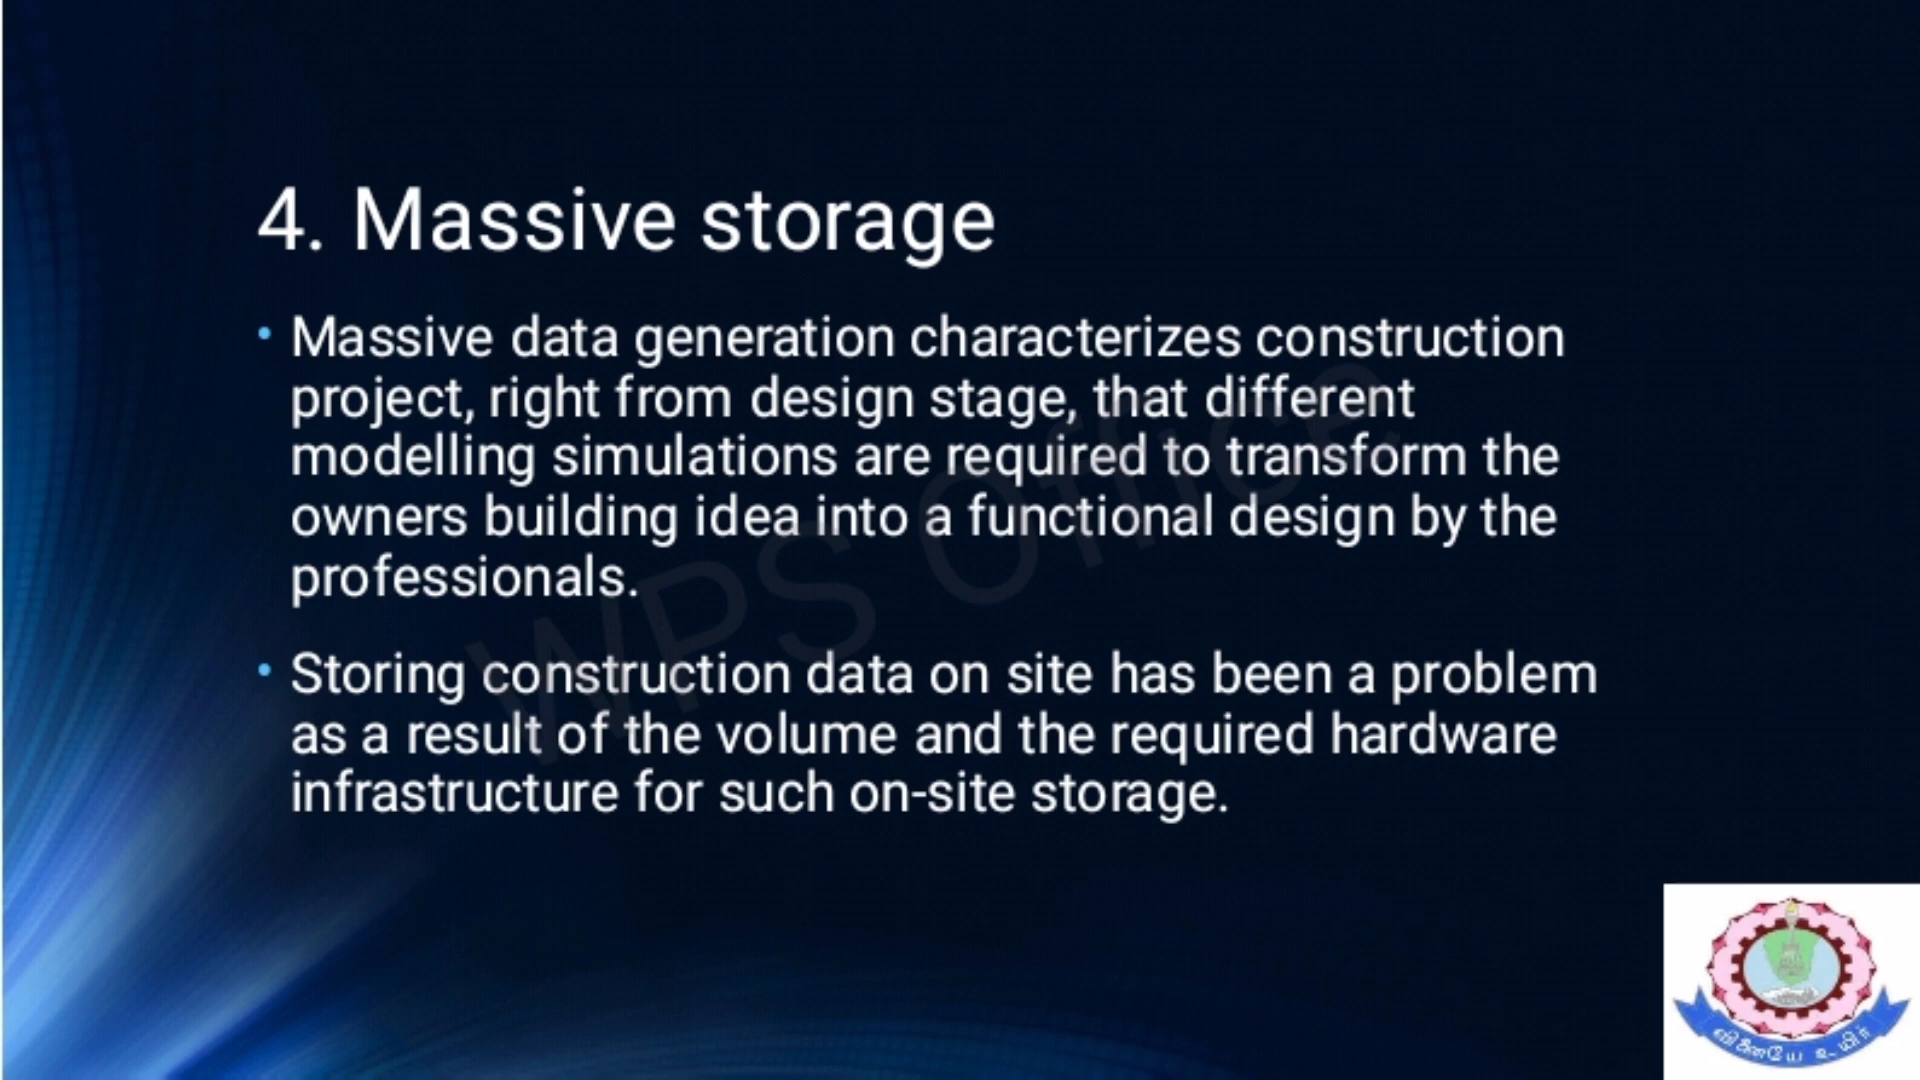 4. Massive storage
• Massive data generation characterizes construction
project, right from design stage, that different
modelling simulations are required to transform the
owners building idea into a functional design by the
professionals.
• Storing construction data on site has been a problem
as a result of the volume and the required hardware
infrastructure for such on-site storage.
WPS Office
வினையே உயிர்